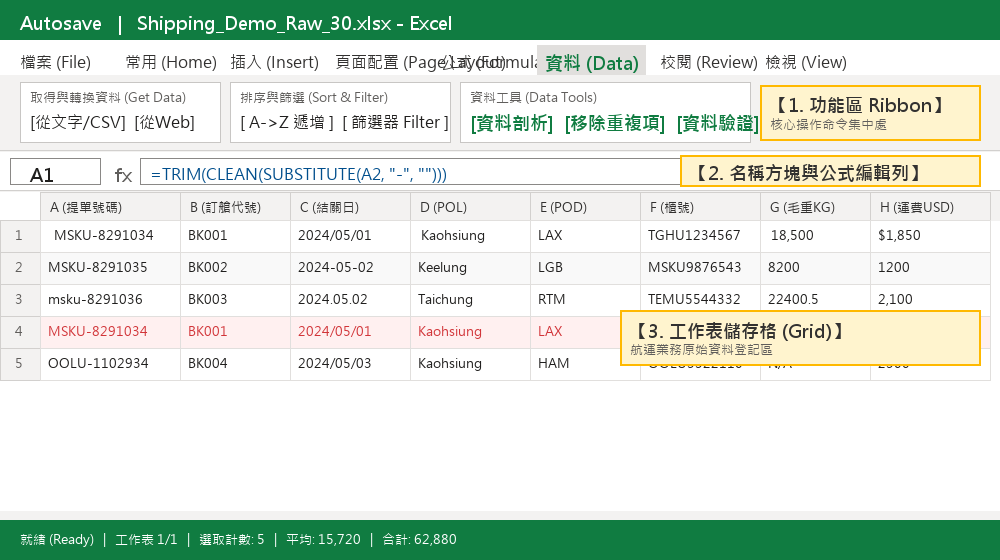 Autosave | Shipping_Demo_Raw_30.xlsx - Excel
檔案 (File) 常用 (Home) 插入 (Insert) 頁面配置 (Page Layout) 公式 (Formulas) 資料 (Data) 校閱 (Review) 檢視 (View)
取得與轉換資料 (Get Data)
[從文字/CSV] [從Web]
排序與篩選 (Sort & Filter)
[ A->Z 遞增 ] [ 篩選器 Filter ]
資料工具 (Data Tools)
[資料剖析] [移除重複項] [資料驗證]
【1. 功能區 Ribbon】
核心操作命令集中處
A1 fx =TRIM(CLEAN(SUBSTITUTE(A2, "-", "")))
【2. 名稱方塊與公式編輯列】
A (提單號碼) B (訂艙代號) C (結關日) D (POL) E (POD) F (櫃號) G (毛重KG) H (運費USD)
1 MSKU-8291034 BK001 2024/05/01 Kaohsiung LAX TGHU1234567 18,500 $1,850
2 MSKU-8291035 BK002 2024-05-02 Keelung LGB MSKU9876543 8200 1200
3 msku-8291036 BK003 2024.05.02 Taichung RTM TEMU5544332 22400.5 2,100
4 MSKU-8291034 BK001 2024/05/01 Kaohsiung LAX
5 OOLU-1102934 BK004 2024/05/03 Kaohsiung HAM
【3. 工作表儲存格 (Grid)】
航運業務原始資料登記區
就緒 (Ready) | 工作表 1/1 | 選取計數: 5 | 平均: 15,720 | 合計: 62,880